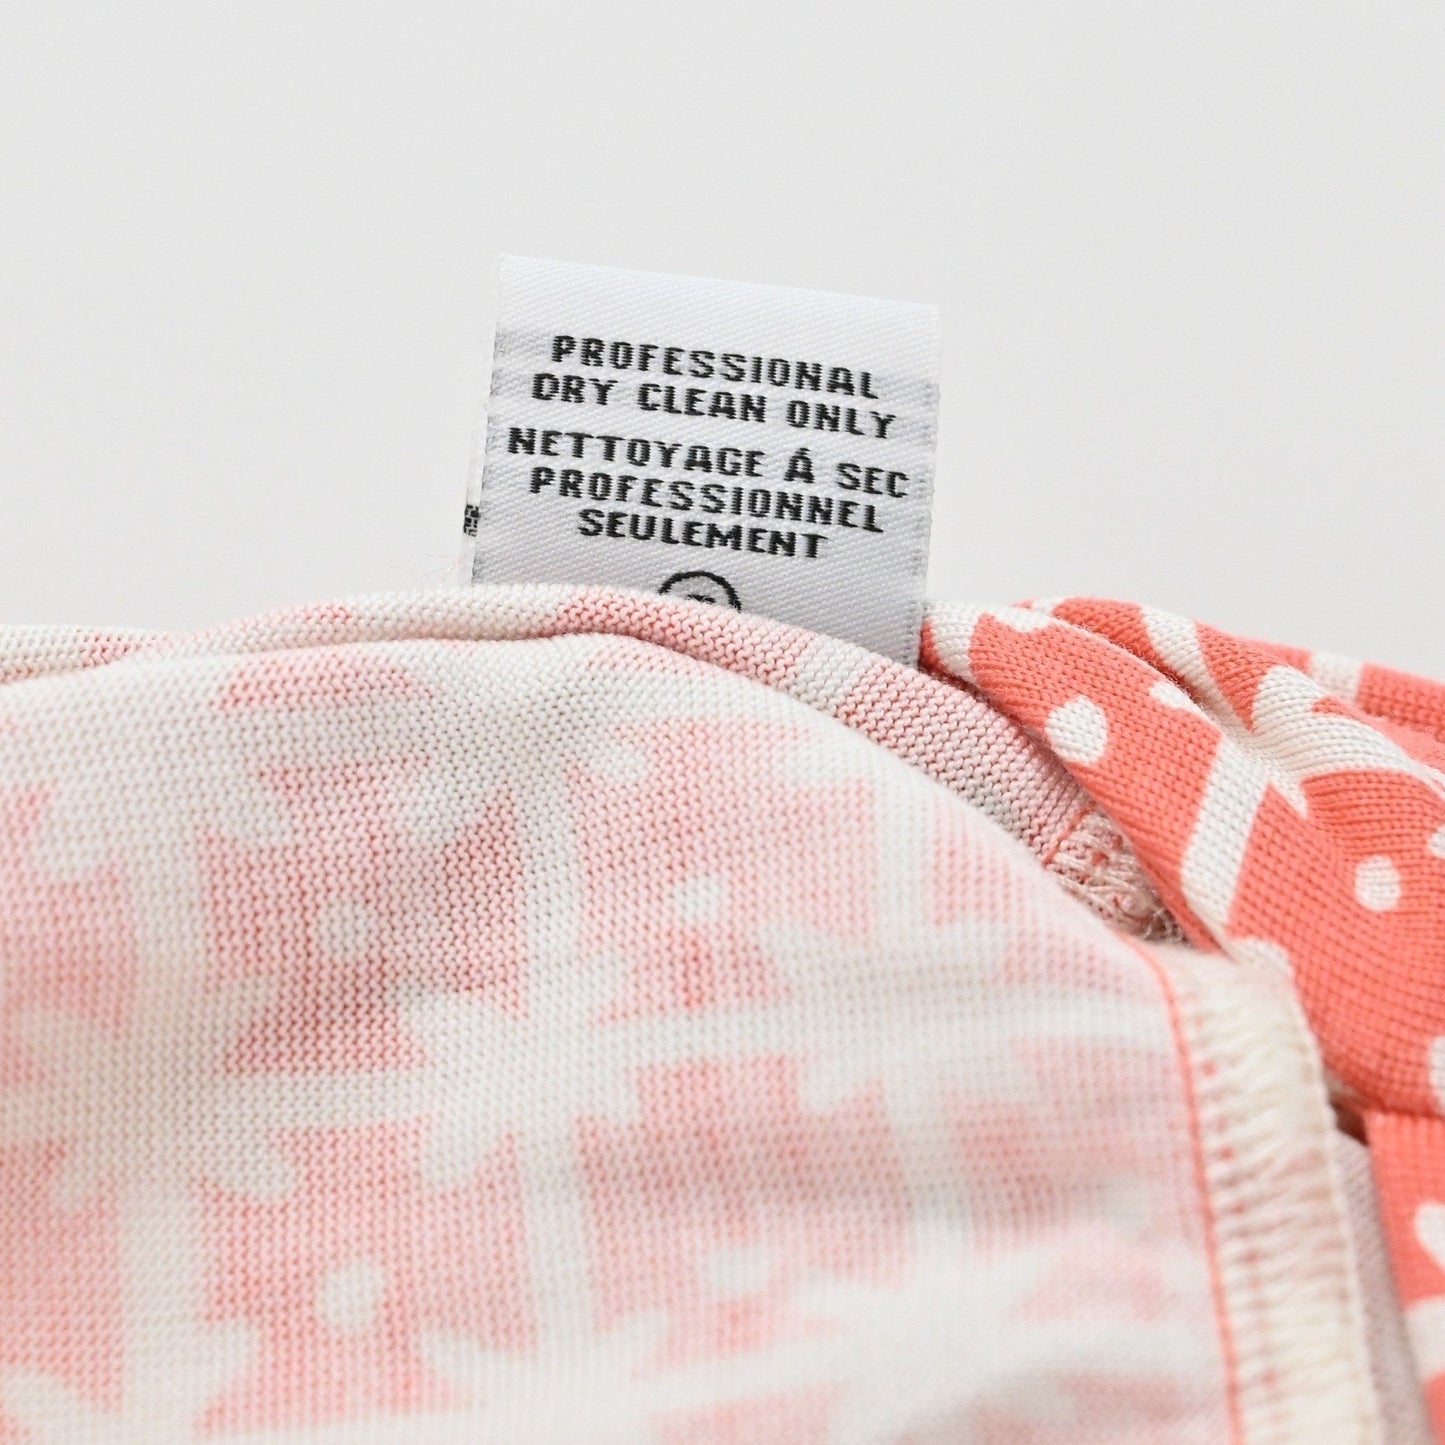 PROFESSIONAL
DRY CLEAN ONLY
NETTOYAGE Á SEC
PROFESSIONNEL
SEULEMENT